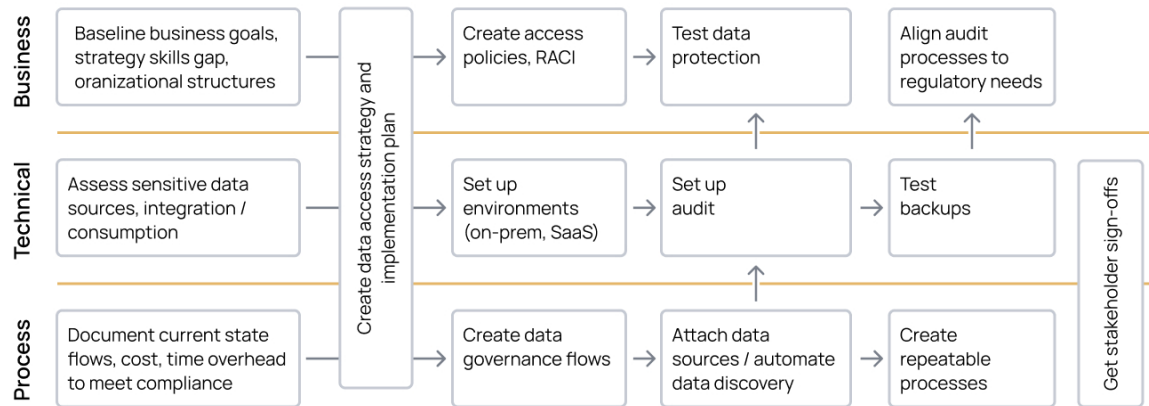 Business
Baseline business goals,
strategy skills gap,
oranizational structures
Create data access strategy and
implementation plan
Create access
policies, RACI
Test data
protection
Align audit
processes to
regulatory needs
Technical
Assess sensitive data
sources, integration /
consumption
Set up
environments
(on-prem, SaaS)
Set up
audit
Test
backups
Get stakeholder sign-offs
Process
Document current state
flows, cost, time overhead
to meet compliance
Create data
governance flows
Attach data
sources / automate
data discovery
Create
repeatable
processes